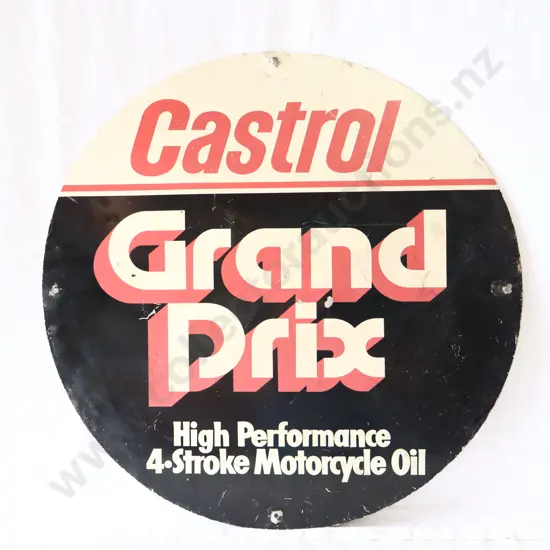 Castrol
Grand
Prix
High Performance
4-Stroke Motorcycle Oil